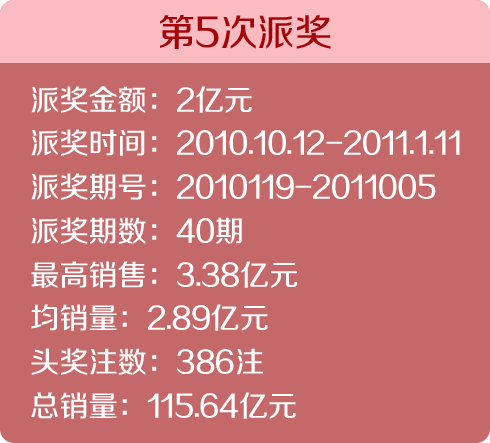 第5次派奖
派奖金额：2亿元
派奖时间：2010.10.12-2011.1.11
派奖期号：2010119-2011005
派奖期数：40期
最高销售：3.38亿元
均销量：2.89亿元
头奖注数：386注
总销量：115.64亿元